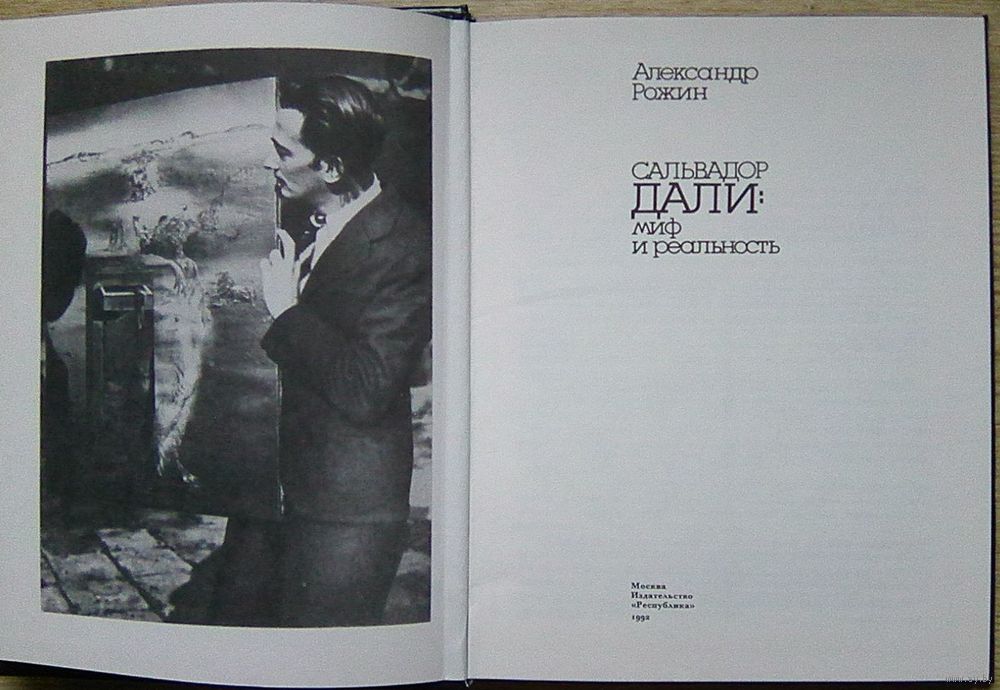 Александр
Рожин
САЛЬВАДОР
ДАЛИ:
миф
и реальность
Москва
Издательство
«Республика»
1992